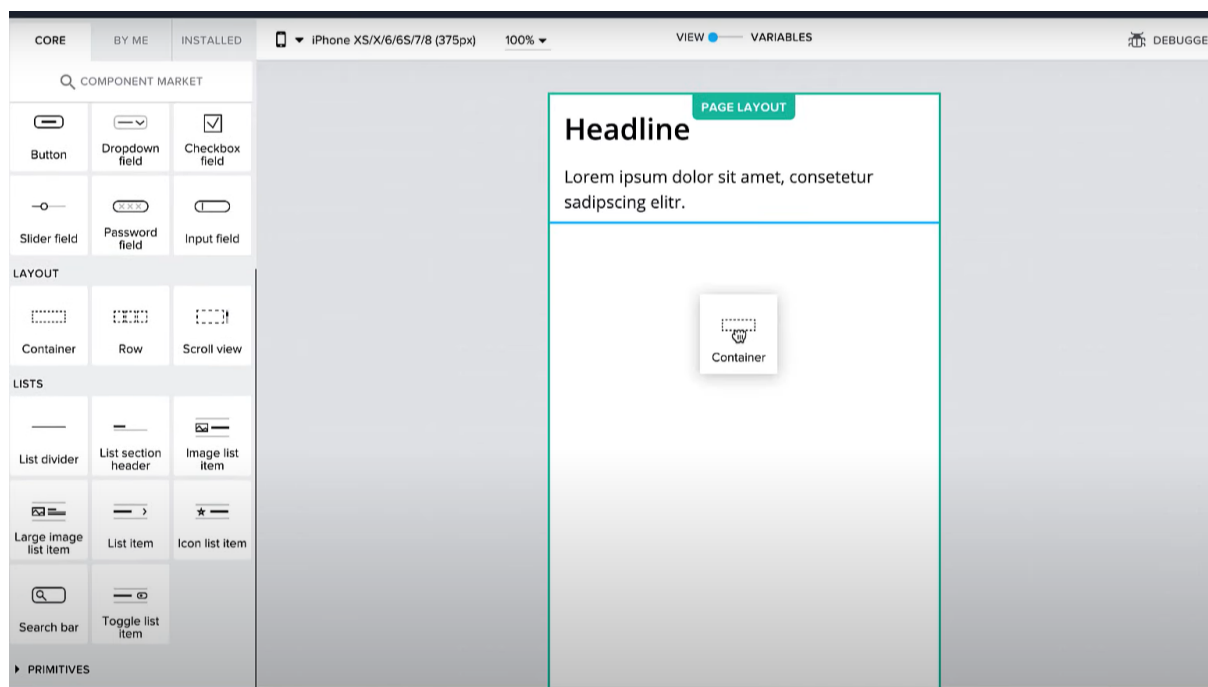 CORE
BY ME
INSTALLED
iPhone XS/X/6/6S/7/8 (375px)
100%
VIEW
VARIABLES
DEBUGGE
COMPONENT MARKET
Button
Dropdown
field
Checkbox
field
Slider field
Password
field
Input field
LAYOUT
Container
Row
Scroll view
LISTS
List divider
List section
header
Image list
item
Large image
list item
List item
Icon list item
Search bar
Toggle list
item
PRIMITIVES
PAGE LAYOUT
Headline
Lorem ipsum dolor sit amet, consetetur
sadipscing elitr.
Container